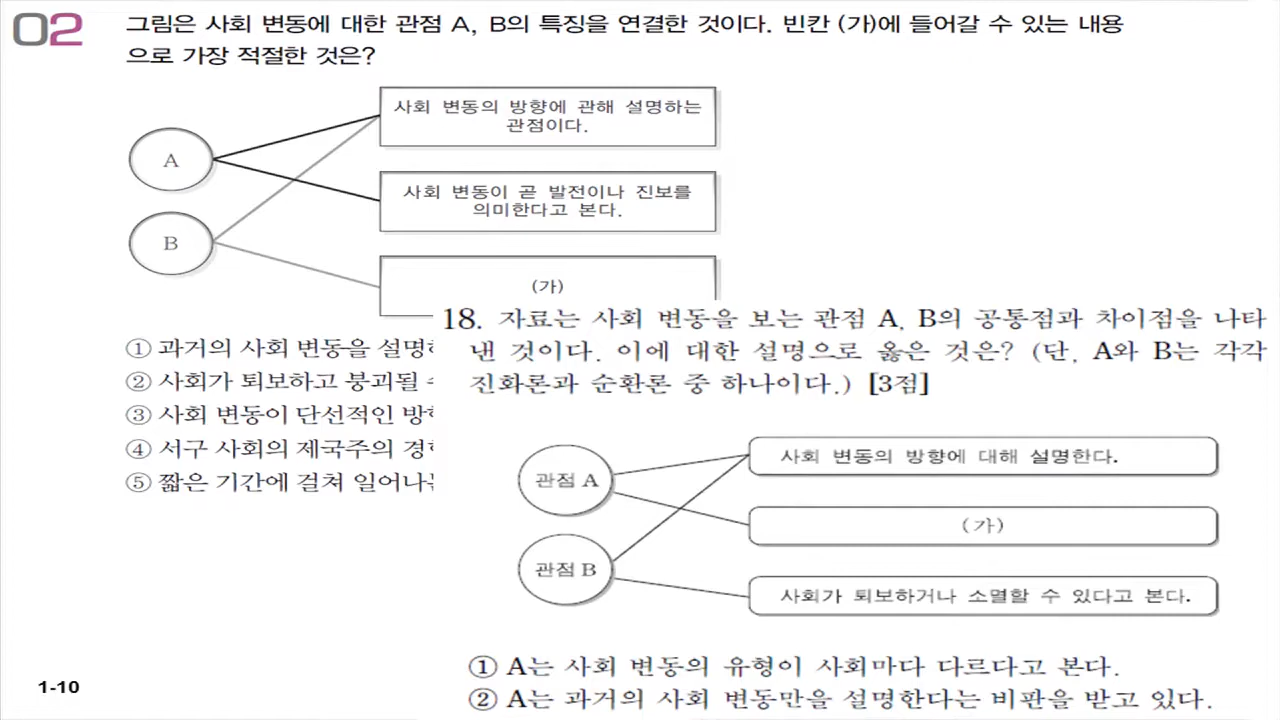 02
그림은 사회 변동에 대한 관점 A, B의 특징을 연결한 것이다. 빈칸 (가)에 들어갈 수 있는 내용
으로 가장 적절한 것은?
사회 변동의 방향에 관해 설명하는
관점이다.
A
사회 변동이 곧 발전이나 진보를
의미한다고 본다.
B
(가)
① 과거의 사회 변동을 설명
② 사회가 퇴보하고 붕괴될
③ 사회 변동이 단선적인
④ 서구 사회의 제국주의
⑤ 짧은 기간에 걸쳐
18. 자료는 사회 변동을 보는 관점 A, B의 공통점과 차이점을 나타
낸 것이다. 이에 대한 설명으로 옳은 것은? (단, A와 B는 각각
진화론과 순환론 중 하나이다.) [3점]
관점 A
사회 변동의 방향에 대해 설명한다.
(가)
관점 B
사회가 퇴보하거나 소멸할 수 있다고 본다.
① A는 사회 변동의 유형이 사회마다 다르다고 본다.
② A는 과거의 사회 변동만을 설명한다는 비판을 받고 있다.
1-10